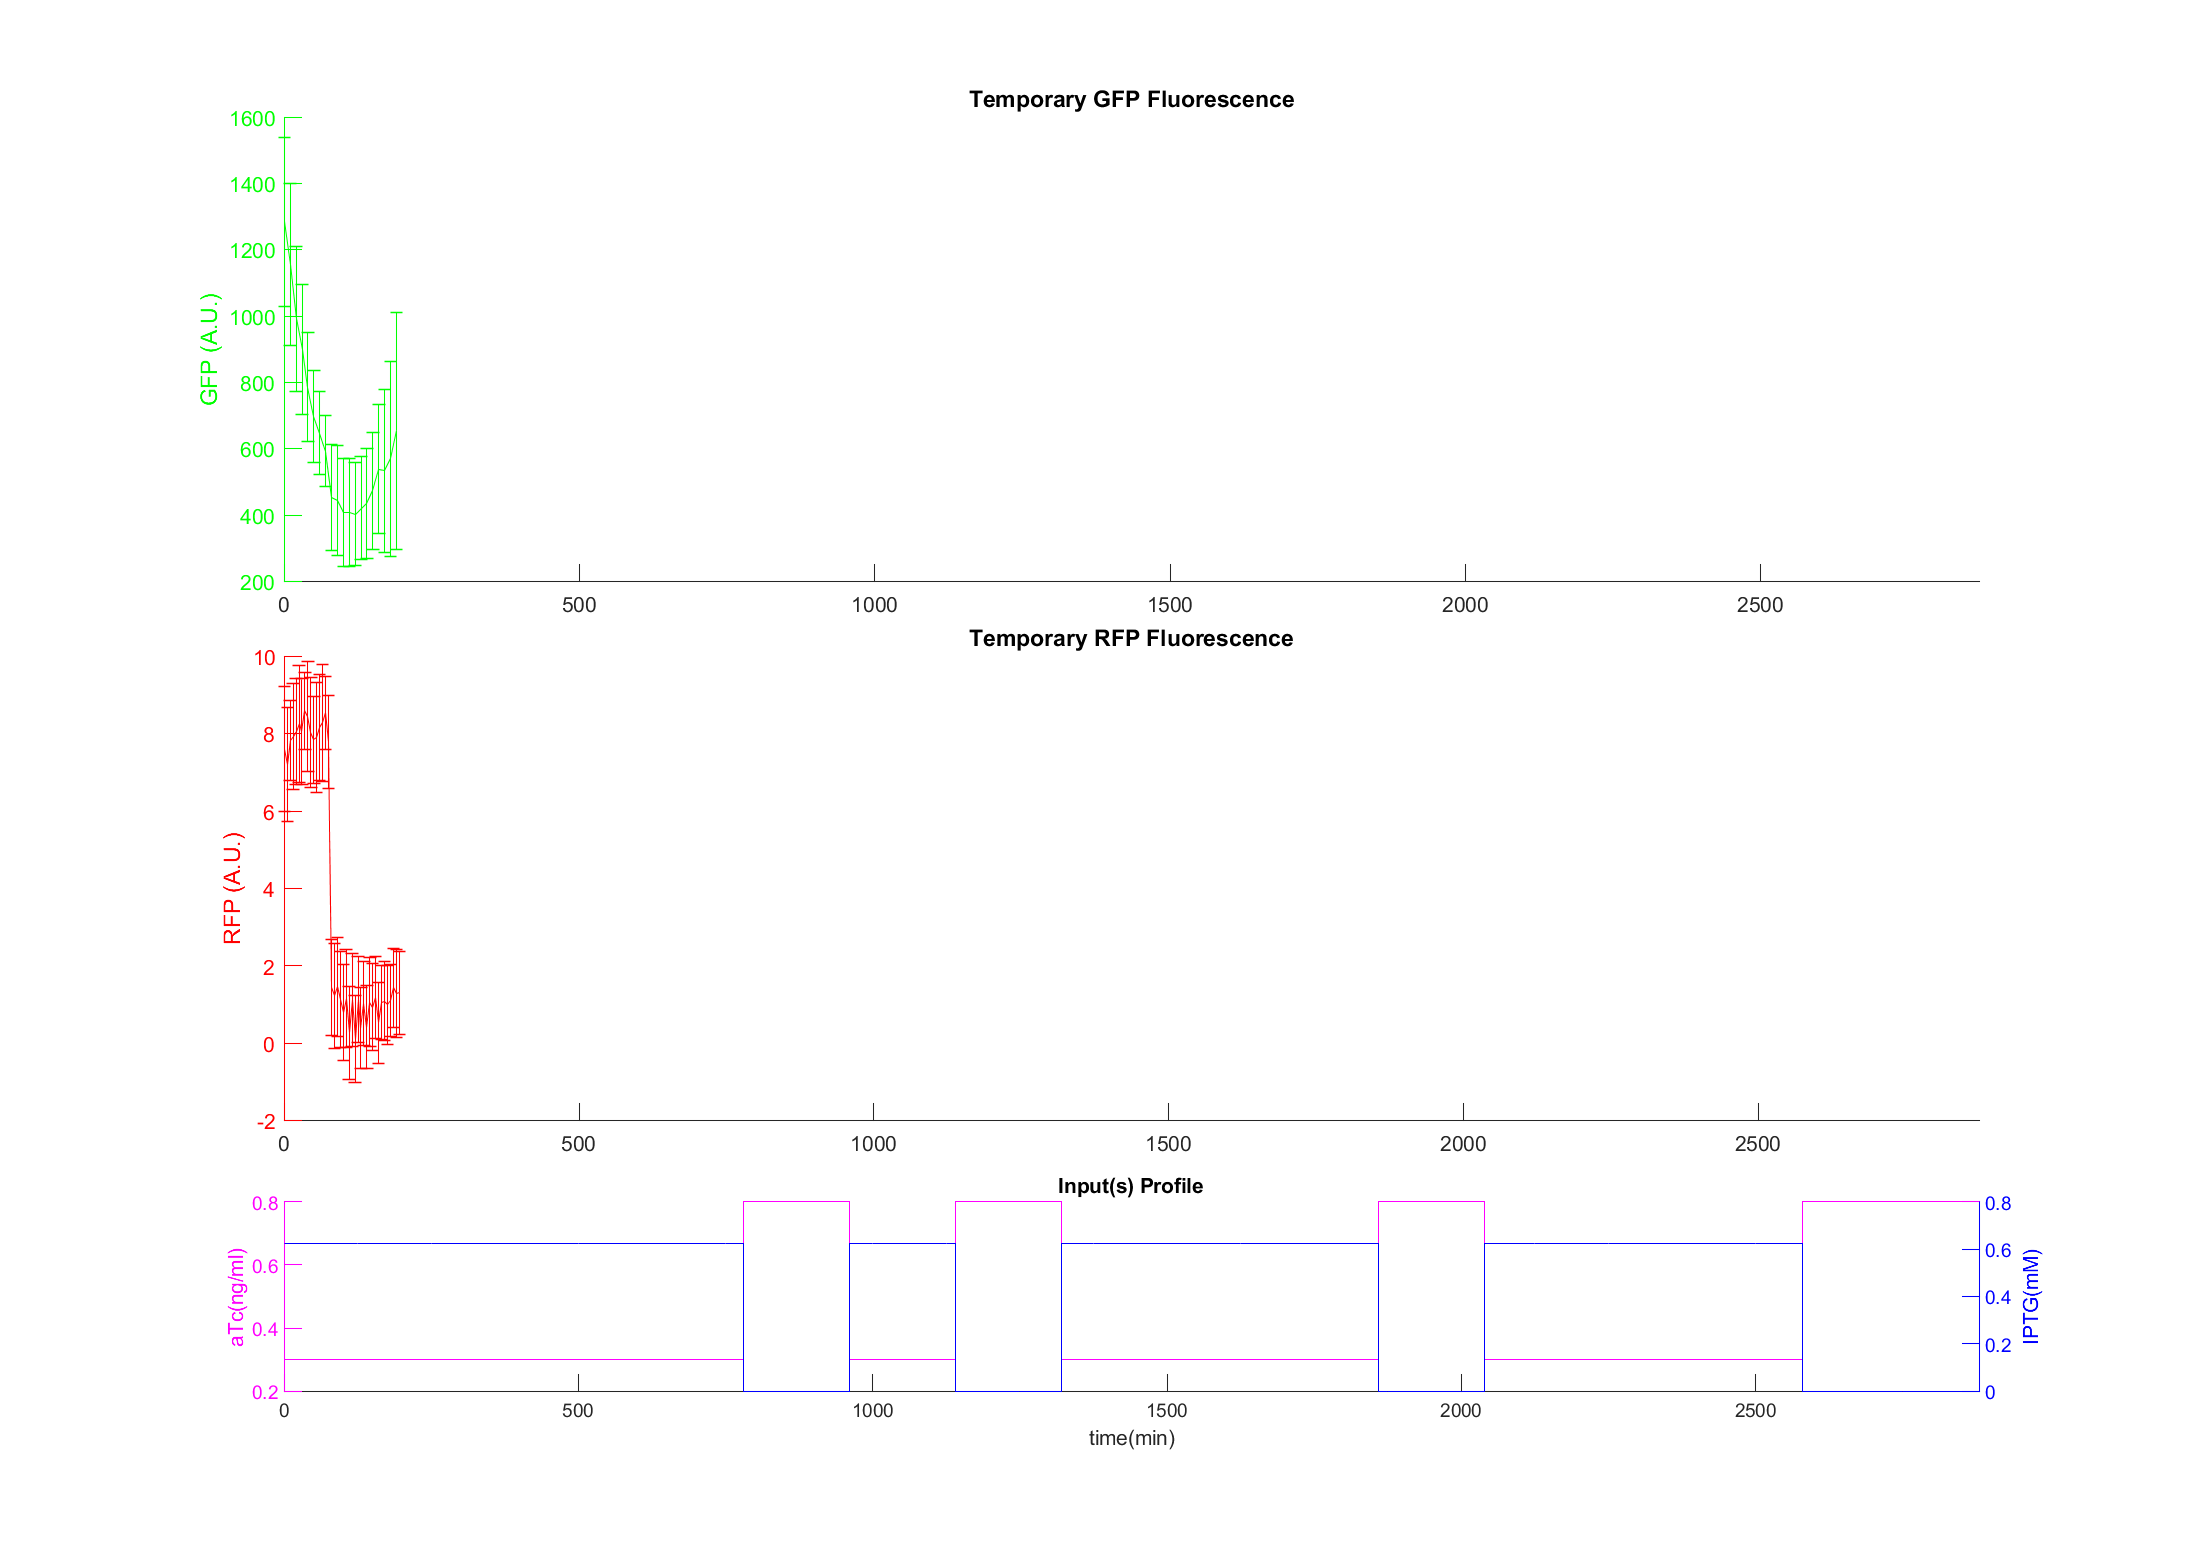 Temporary GFP Fluorescence
1600
1400
1200
1000
800
600
400
200
GFP (A.U.)
0 500 1000 1500 2000 2500
Temporary RFP Fluorescence
10
8
6
4
2
0
-2
RFP (A.U.)
0 500 1000 1500 2000 2500
Input(s) Profile
0.8
0.6
0.4
0.2
aTc(ng/ml)
0.8
0.6
0.4
0.2
0
IPTG(mM)
0 500 1000 1500 2000 2500
time(min)